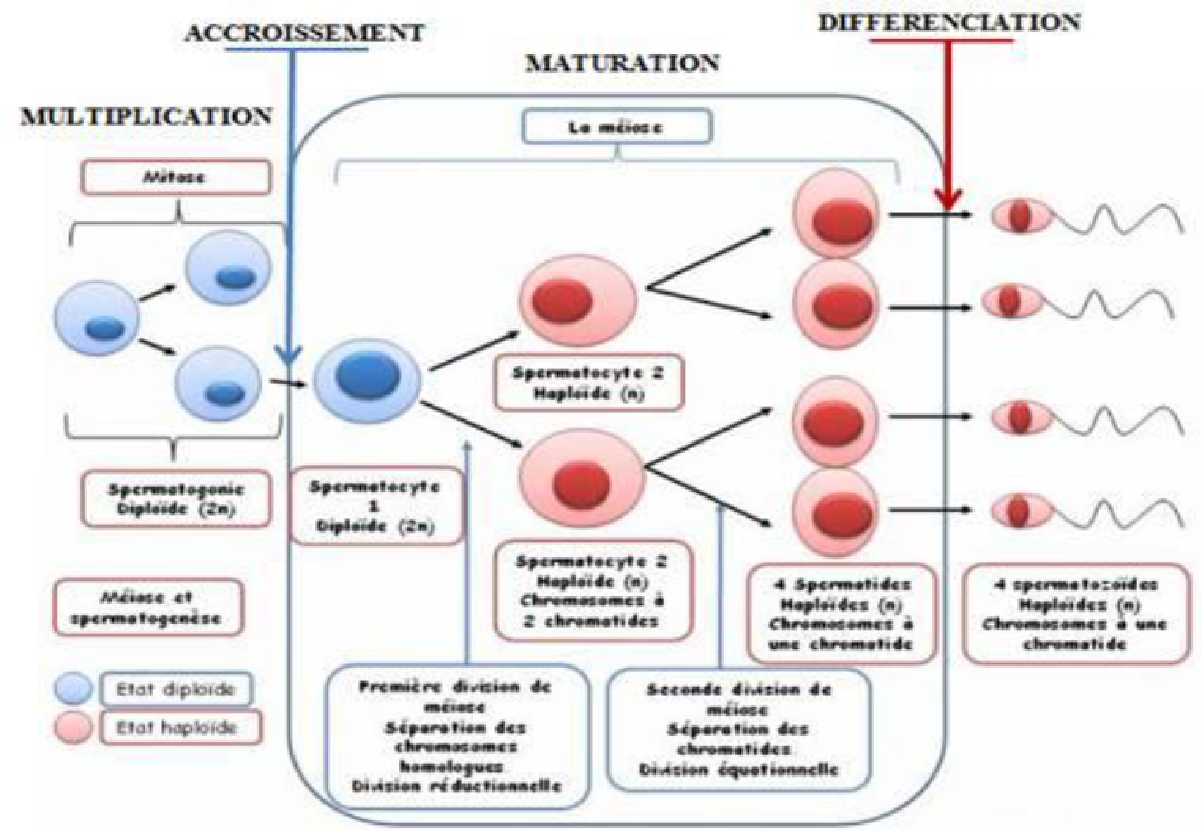 ACCROISSEMENT
DIFFERENCIATION
MATURATION
MULTIPLICATION
La méiose
Mitose
Spermatocyte 2
Haploïde (n)
Spermatogonie
Diploïde (2n)
Spermatocyte
1
Diploïde (2n)
Spermatocyte 2
Haploïde (n)
Chromosomes à
2 chromatides
4 Spermatides
Haploïdes (n)
Chromosomes à
une chromatide
4 spermatozoïdes
Haploïdes (n)
Chromosomes à une
chromatide
Méiose et
spermatogenèse
Etat diploïde
Etat haploïde
Première division de
méiose
Séparation des
chromosomes
homologues
Division réductionnelle
Seconde division de
méiose
Séparation des
chromatides
Division équationnelle